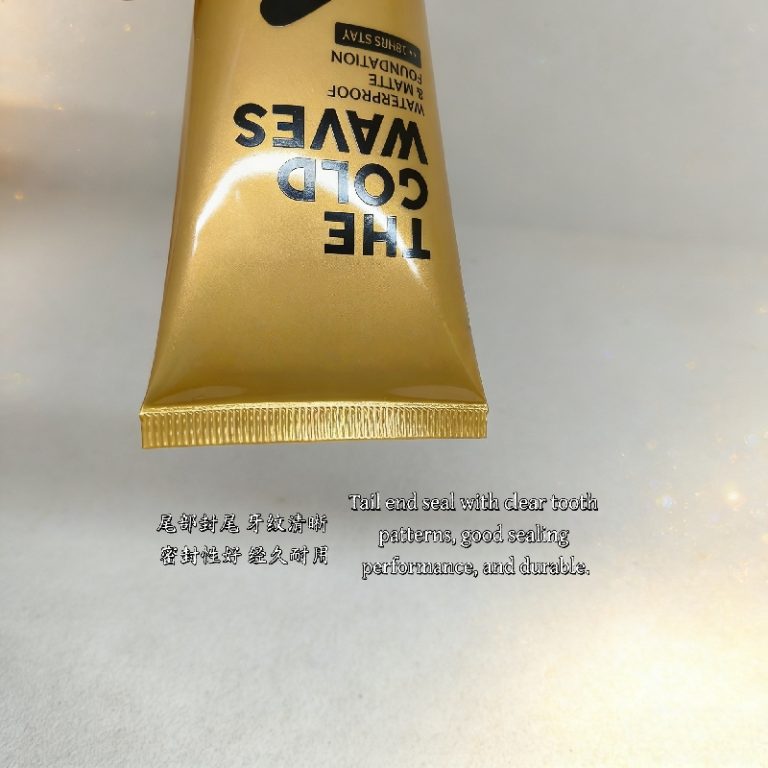 THE
GOLD
WAVES
WATERPROOF
& MATTE
FOUNDATION
18HRS STAY
尾部封尾 牙纹清晰
密封性好 经久耐用
Tail end seal with clear tooth
patterns, good sealing
performance, and durable.